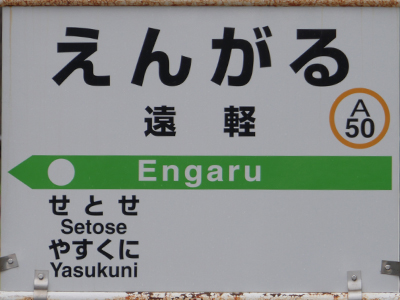 えんがる
遠軽
A
50
Engaru
せとせ
Setose
やすくに
Yasukuni